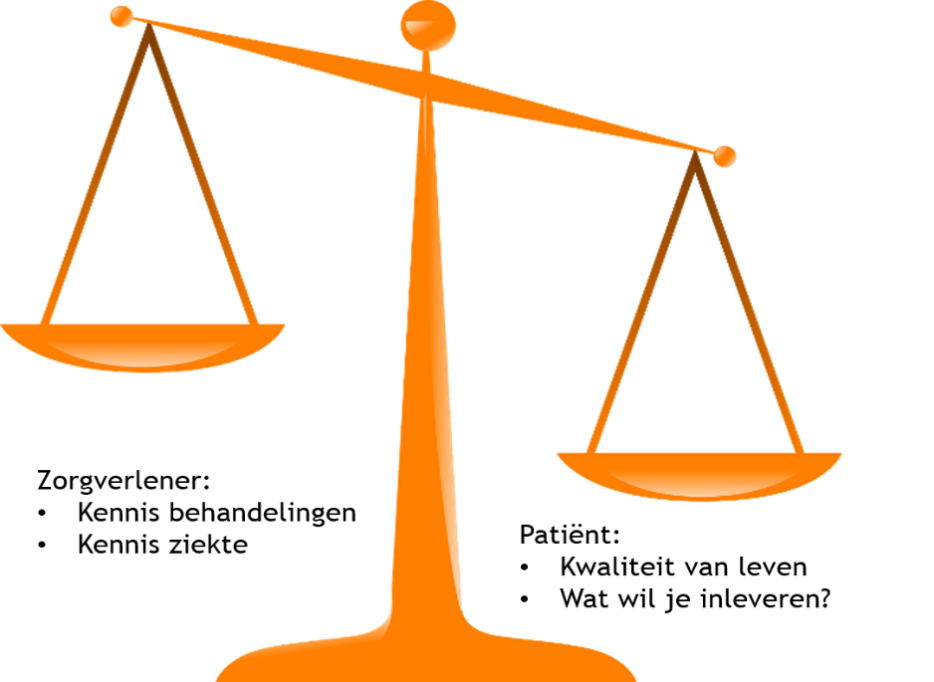 Zorgverlener:
• Kennis behandelingen
• Kennis ziekte
Patiënt:
• Kwaliteit van leven
• Wat wil je inleveren?